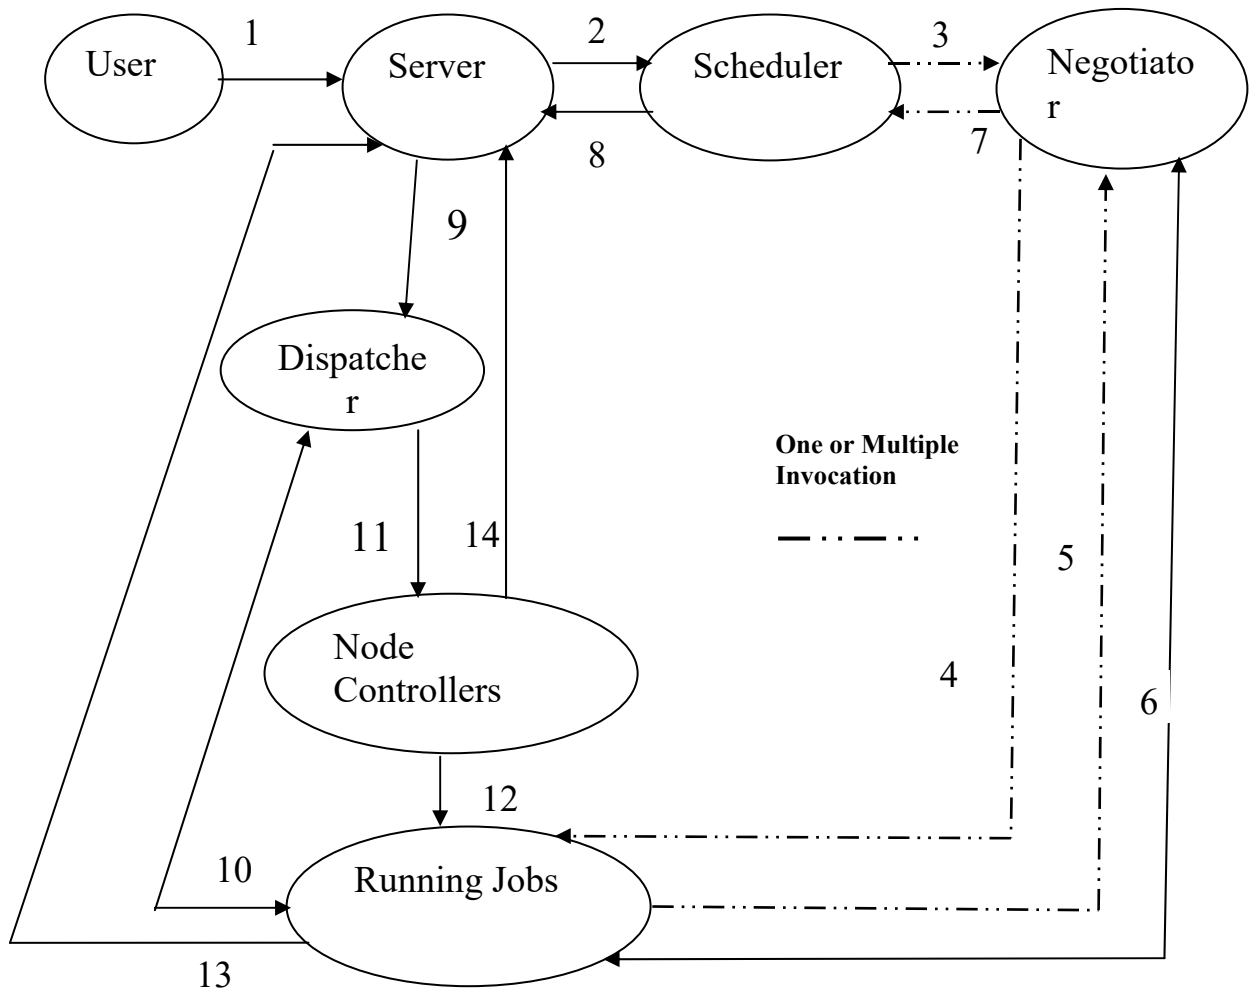 1
2
3
User
Server
Scheduler
Negotiato
r
7
8
9
Dispatche
r
One or Multiple
Invocation
11
14
5
Node
Controllers
4
6
12
10
Running Jobs
13